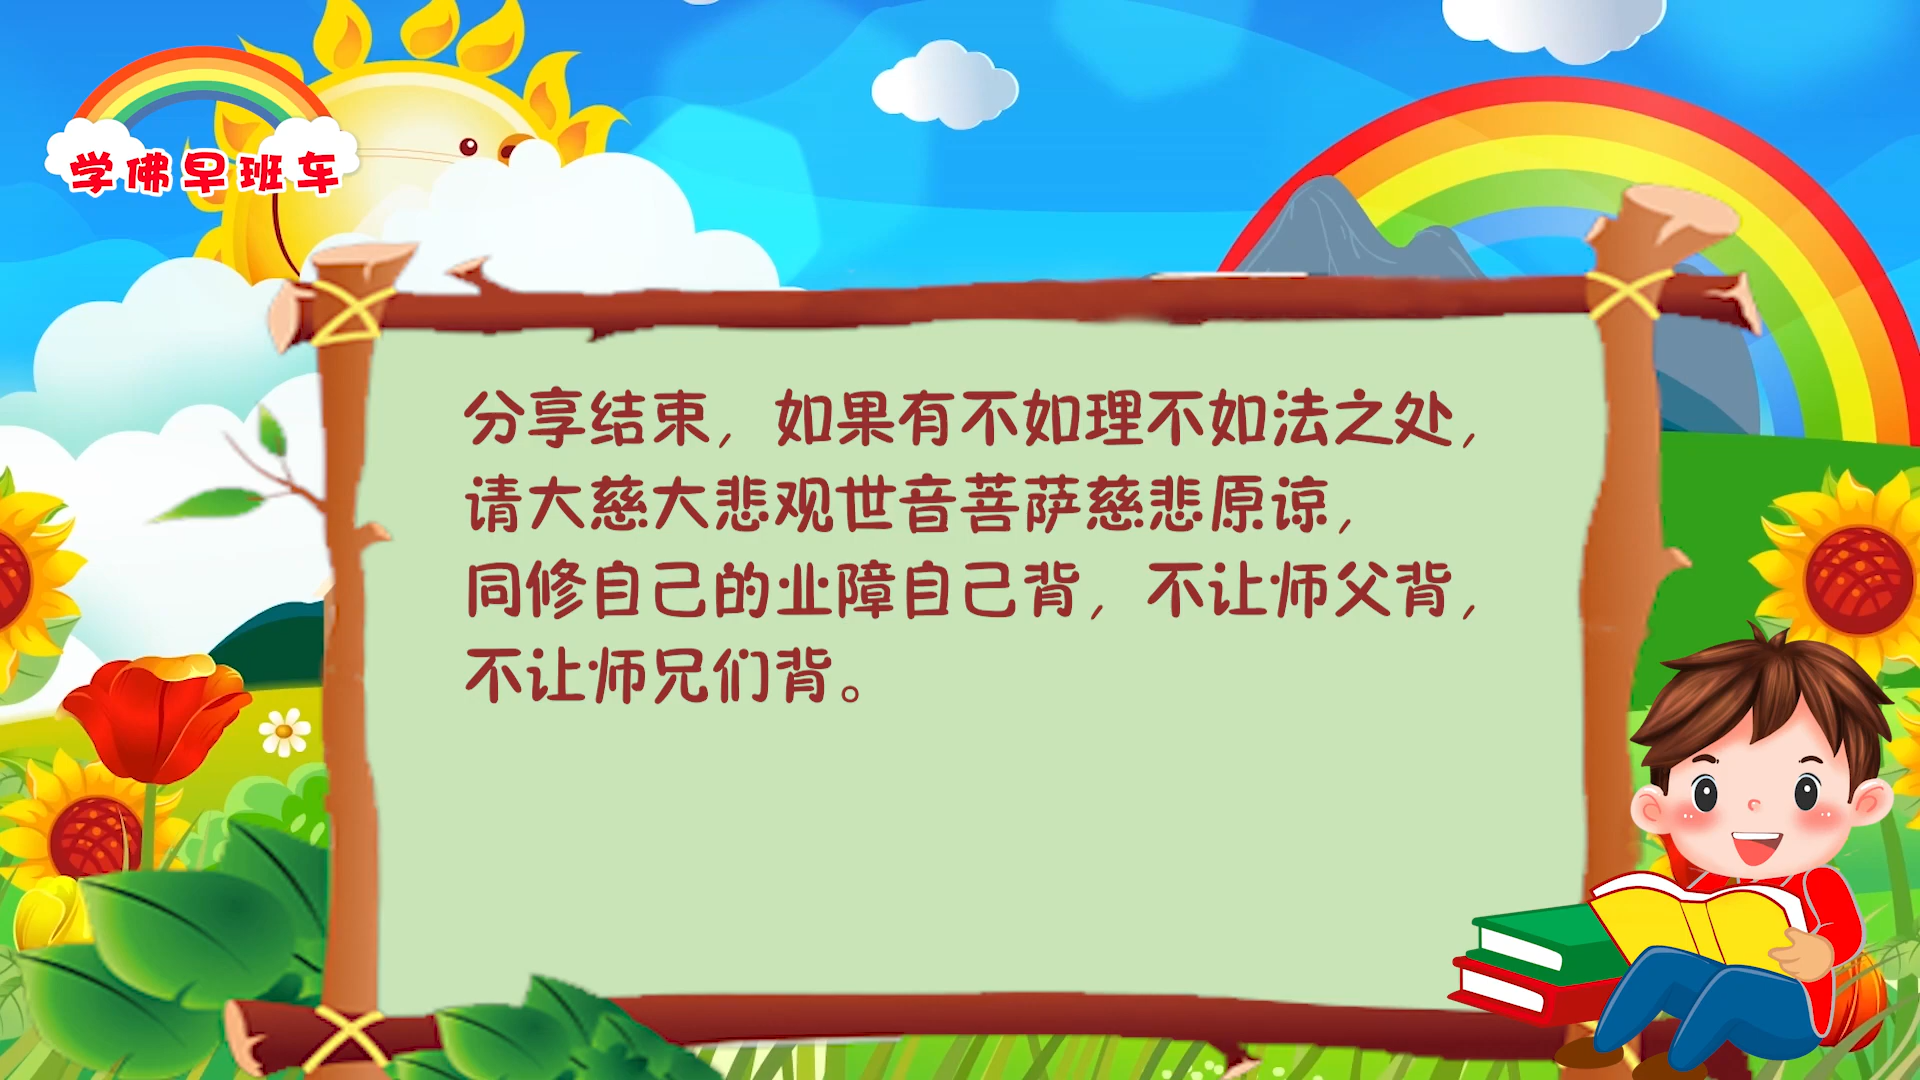 学佛早班车
分享结束，如果有不如理不如法之处，
请大慈大悲观世音菩萨慈悲原谅，
同修自己的业障自己背，不让师父背，
不让师兄们背。